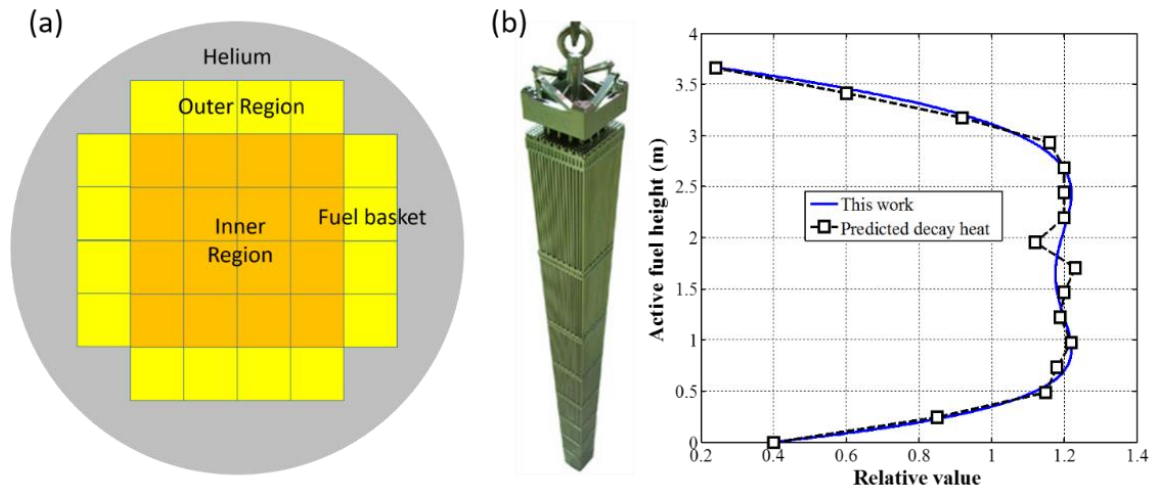 (a)
Helium
Outer Region
Fuel basket
Inner
Region
(b)
Active fuel height (m)
4
3.5
3
2.5
2
1.5
1
0.5
0
This work
Predicted decay heat
0.2 0.4 0.6 0.8 1 1.2 1.4
Relative value